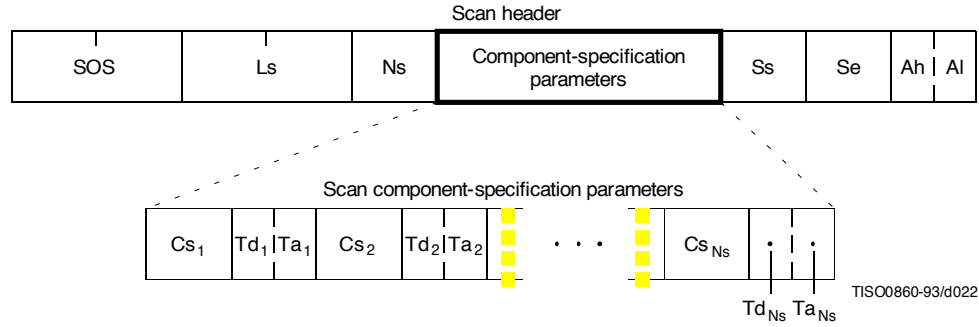 Scan header
SOS Ls Ns Component-specification parameters Ss Se Ah Al
Scan component-specification parameters
Cs1 Td1 Ta1 Cs2 Td2 Ta2 . . . CsNs
TdNs TaNs
TISO0860-93/d022